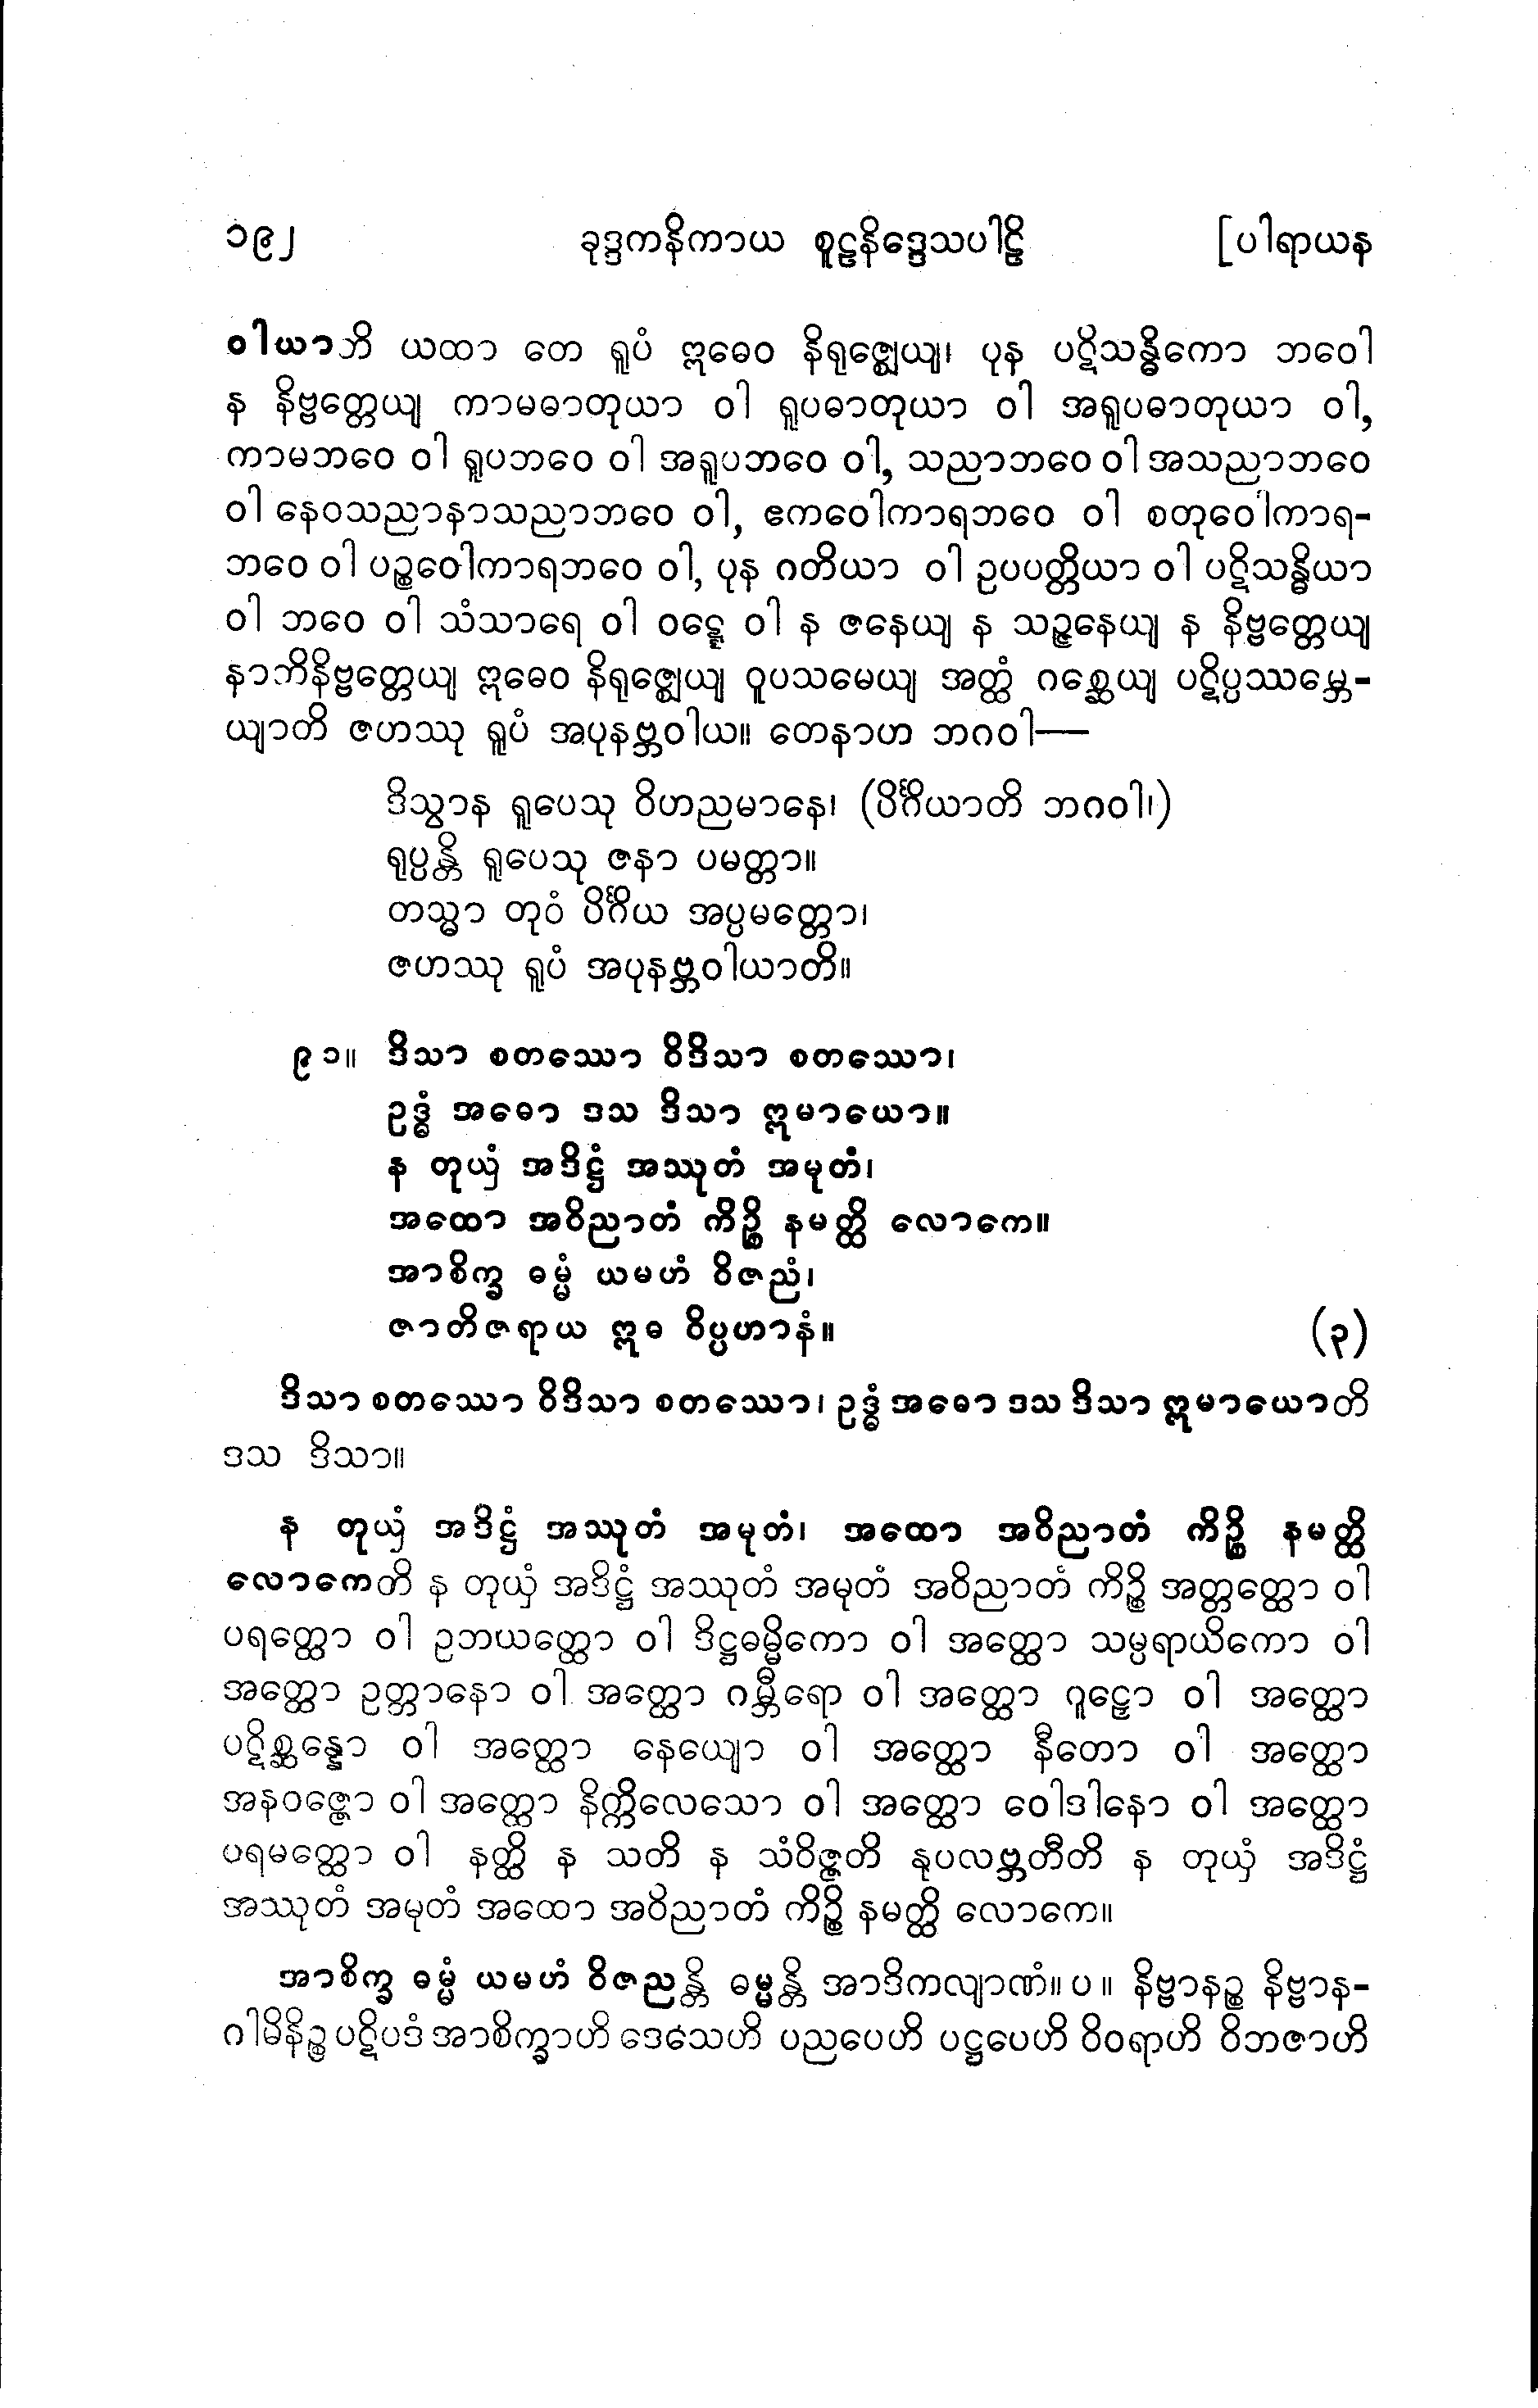 ၁၉၂ ခုဒ္ဒကနိကာယ စူဠနိဒ္ဒေသပါဠိ [ပါရာယန
ဝါယာတိ ယထာ တေ ရူပံ ဣဓေဝ နိရုဇ္ဈေယျ၊ ပုန ပဋိသန္ဓိကော ဘဝေါ
န နိဗ္ဗတ္တေယျ ကာမဓာတုယာ ဝါ ရူပဓာတုယာ ဝါ အရူပဓာတုယာ ဝါ,
ကာမဘဝေ ဝါ ရူပဘဝေ ဝါ အရူပဘဝေ ဝါ, သညာဘဝေ ဝါ အသညာဘဝေ
ဝါ နေဝသညာနာသညာဘဝေ ဝါ, ဧကဝေါကာရဘဝေ ဝါ စတုဝေါကာရ-
ဘဝေ ဝါ ပဉ္စဝေါကာရဘဝေ ဝါ, ပုန ဂတိယာ ဝါ ဥပပတ္တိယာ ဝါ ပဋိသန္ဓိယာ
ဝါ ဘဝေ ဝါ သံသာရေ ဝါ ဝဋ္ဋေ ဝါ န ဇနေယျ န သဉ္ဇနေယျ န နိဗ္ဗတ္တေယျ
နာဘိနိဗ္ဗတ္တေယျ ဣဓေဝ နိရုဇ္ဈေယျ ဝူပသမေယျ အတ္ထံ ဂစ္ဆေယျ ပဋိပ္ပဿမ္ဘေ-
ယျာတိ ဇဟဿု ရူပံ အပုနဗ္ဘဝါယ။ တေနာဟ ဘဂဝါ—
ဒိသွာန ရူပေသု ဝိဟညမာနေ၊ (ပိင်္ဂိယာတိ ဘဂဝါ၊)
ရုပ္ပန္တိ ရူပေသု ဇနာ ပမတ္တာ။
တသ္မာ တုဝံ ပိင်္ဂိယ အပ္ပမတ္တော၊
ဇဟဿု ရူပံ အပုနဗ္ဘဝါယာတိ။
၉၁။ ဒိသာ စတဿော ဝိဒိသာ စတဿော၊
ဥဒ္ဓံ အဓော ဒသ ဒိသာ ဣမာယော။
န တုယှံ အဒိဋ္ဌံ အဿုတံ အမုတံ၊
အထော အဝိညာတံ ကိဉ္စိ နမတ္ထိ လောကေ။
အာစိက္ခ ဓမ္မံ ယမဟံ ဝိဇညံ၊
ဇာတိဇရာယ ဣဓ ဝိပ္ပဟာနံ။ (၃)
ဒိသာ စတဿော ဝိဒိသာ စတဿော၊ ဥဒ္ဓံ အဓော ဒသ ဒိသာ ဣမာယောတိ
ဒသ ဒိသာ။
န တုယှံ အဒိဋ္ဌံ အဿုတံ အမုတံ၊ အထော အဝိညာတံ ကိဉ္စိ နမတ္ထိ
လောကေတိ န တုယှံ အဒိဋ္ဌံ အဿုတံ အမုတံ အဝိညာတံ ကိဉ္စိ အတ္တတ္ထော ဝါ
ပရတ္ထော ဝါ ဥဘယတ္ထော ဝါ ဒိဋ္ဌဓမ္မိကော ဝါ အတ္ထော သမ္ပရာယိကော ဝါ
အတ္ထော ဥတ္တာနော ဝါ အတ္ထော ဂမ္ဘီရော ဝါ အတ္ထော ဂူဠှော ဝါ အတ္ထော
ပဋိစ္ဆန္နော ဝါ အတ္ထော နေယျော ဝါ အတ္ထော နီတော ဝါ အတ္ထော
အနဝဇ္ဇော ဝါ အတ္ထော နိက္ကိလေသော ဝါ အတ္ထော ဝေါဒါနော ဝါ အတ္ထော
ပရမတ္ထော ဝါ နတ္ထိ န သတိ န သံဝိဇ္ဇတိ နုပလဗ္ဘတီတိ န တုယှံ အဒိဋ္ဌံ
အဿုတံ အမုတံ အထော အဝိညာတံ ကိဉ္စိ နမတ္ထိ လောကေ။
အာစိက္ခ ဓမ္မံ ယမဟံ ဝိဇညန္တိ ဓမ္မန္တိ အာဒိကလျာဏံ။ ပ ။ နိဗ္ဗာနဉ္စ နိဗ္ဗာန-
ဂါမိနိဉ္စ ပဋိပဒံ အာစိက္ခာဟိ ဒေသေဟိ ပညပေဟိ ပဋ္ဌပေဟိ ဝိဝရာဟိ ဝိဘဇာဟိ